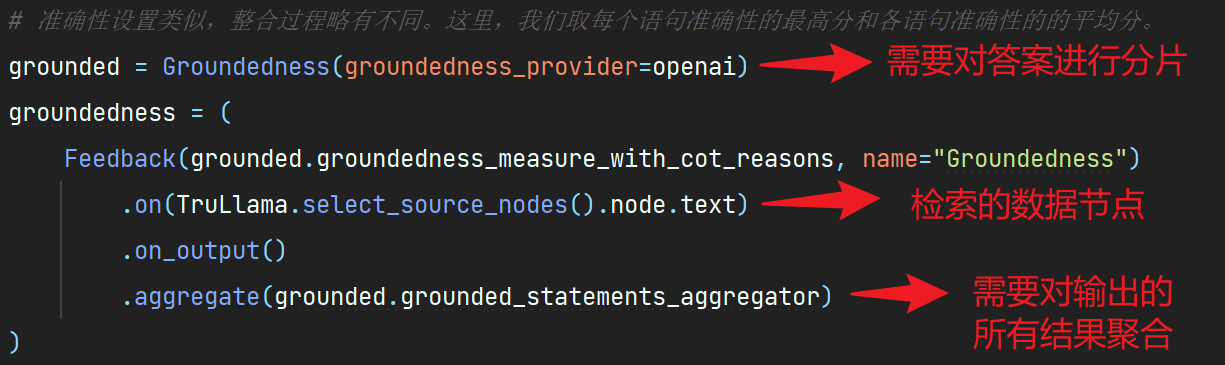 # 准确性设置类似，整合过程略有不同。这里，我们取每个语句准确性的最高分和各语句准确性的的平均分。
grounded = Groundedness(groundedness_provider=openai) 需要对答案进行分片
groundedness = (
Feedback(grounded.groundedness_measure_with_cot_reasons, name="Groundedness")
.on(TruLlama.select_source_nodes().node.text) 检索的数据节点
.on_output()
.aggregate(grounded.grounded_statements_aggregator) 需要对输出的
所有结果聚合
)